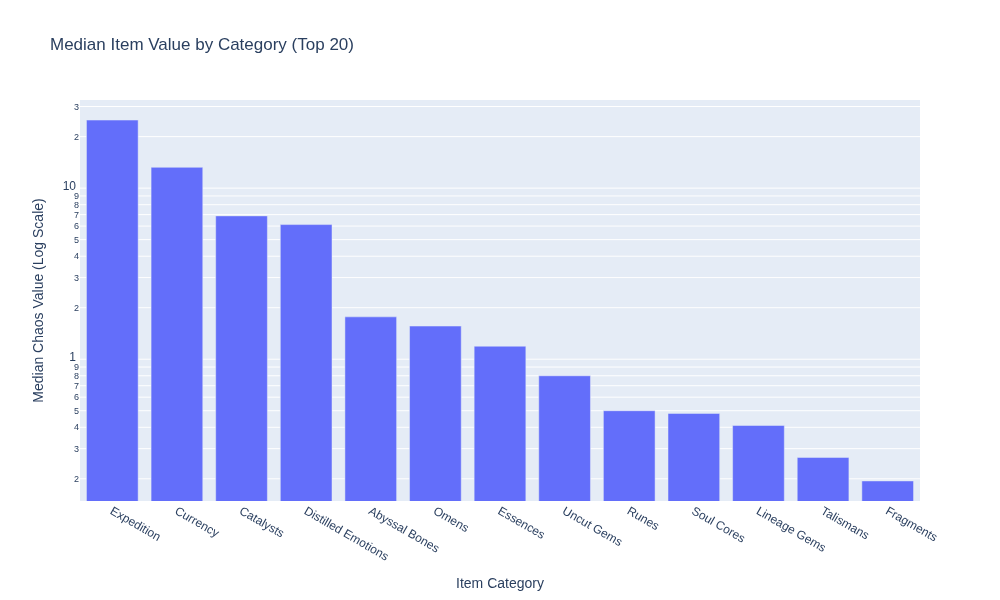 Median Item Value by Category (Top 20)
Median Chaos Value (Log Scale)
3
2
10
9
8
7
6
5
4
3
2
1
9
8
7
6
5
4
3
2
Expedition
Currency
Catalysts
Distilled Emotions
Abyssal Bones
Omens
Essences
Uncut Gems
Runes
Soul Cores
Lineage Gems
Talismans
Fragments
Item Category